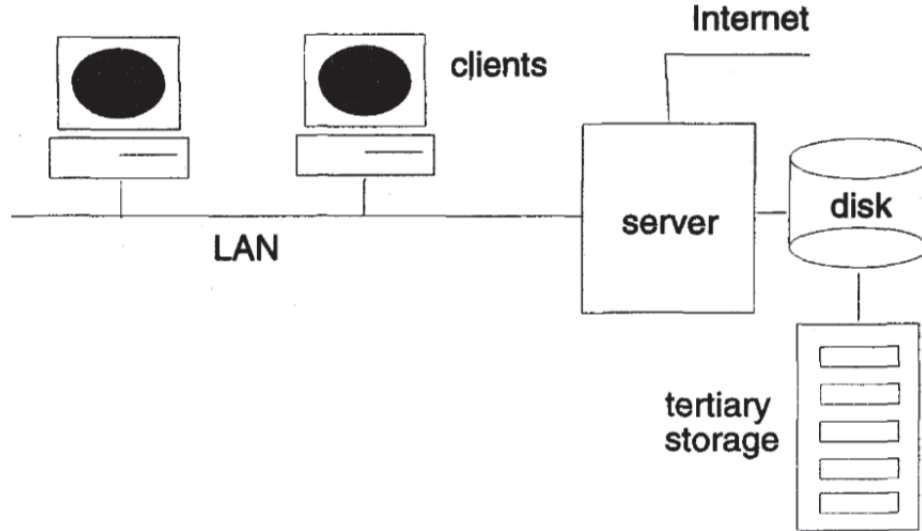 Internet
clients
server
disk
LAN
tertiary
storage